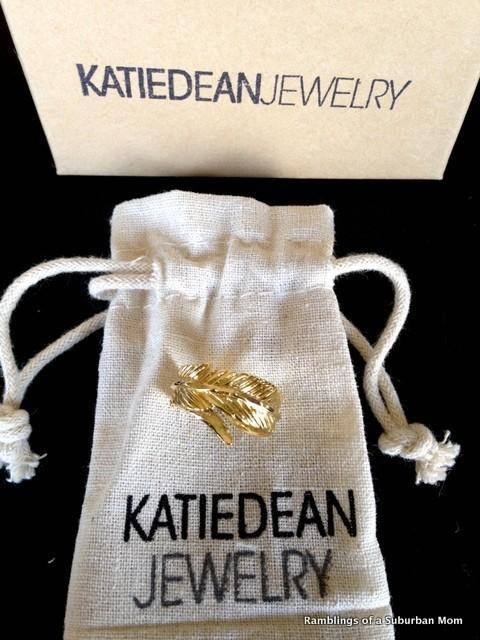 KATIEDEANJEWELRY
KATIEDEAN
JEWELRY
Ramblings of a Suburban Mom